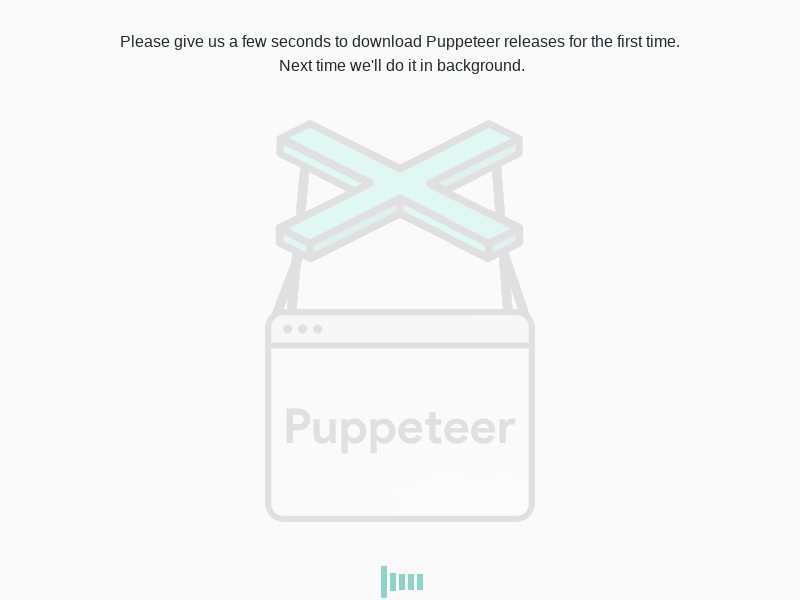 Please give us a few seconds to download Puppeteer releases for the first time.
Next time we'll do it in background.
Puppeteer